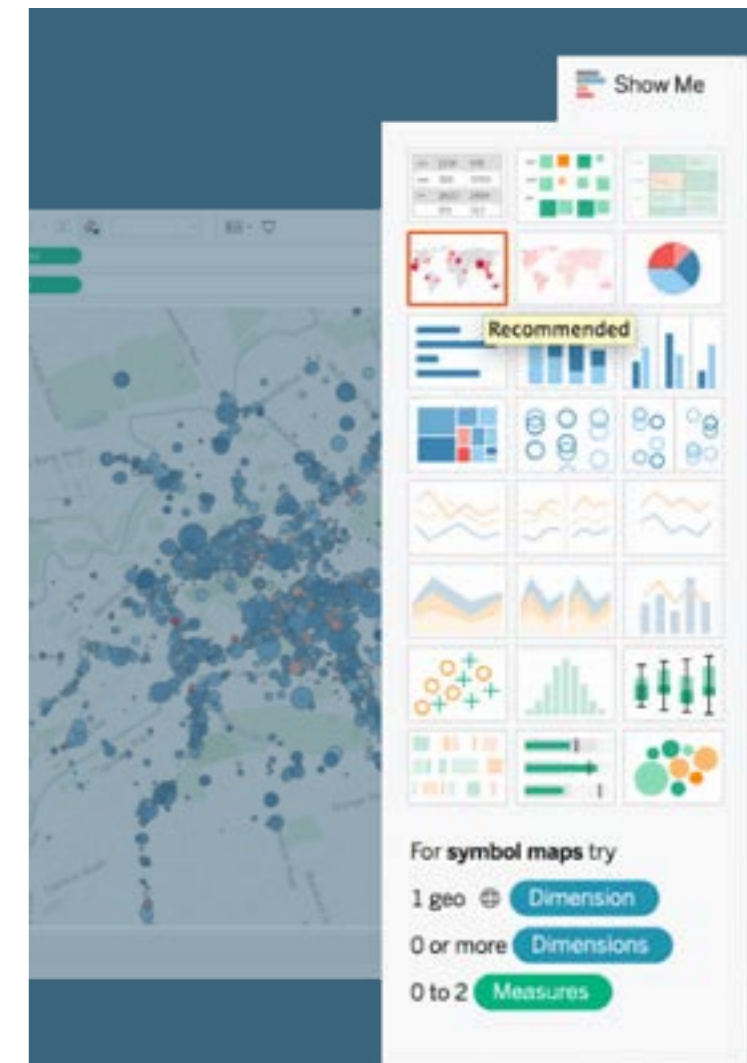 Show Me
Recommended
For symbol maps try
1 geo Dimension
0 or more Dimensions
0 to 2 Measures